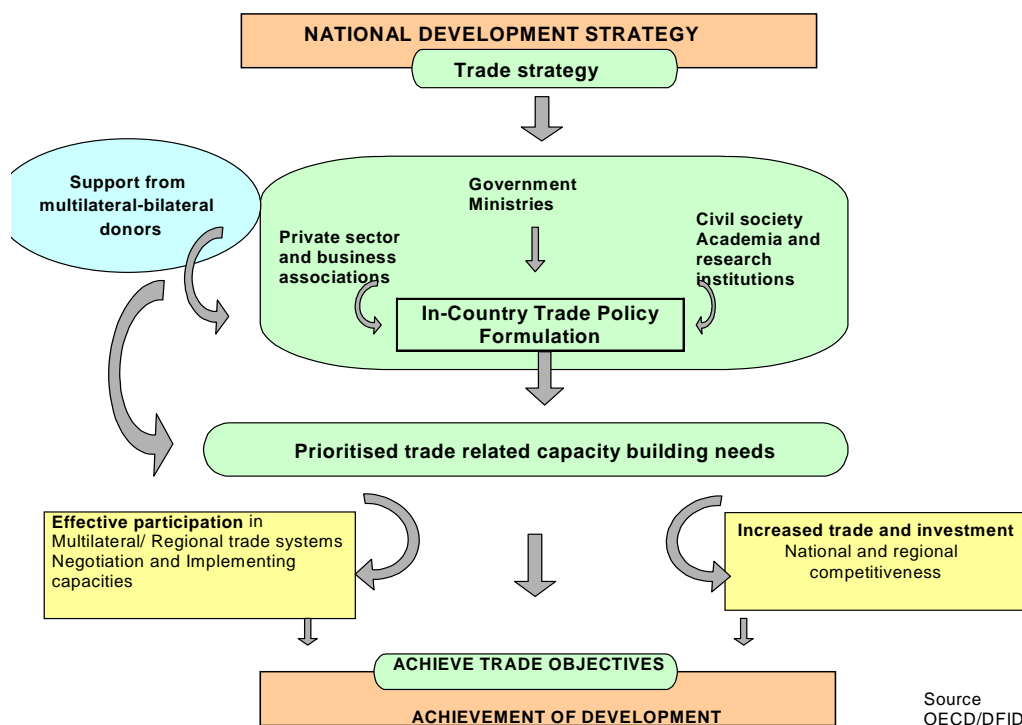 NATIONAL DEVELOPMENT STRATEGY
Trade strategy
Support from
multilateral-bilateral
donors
Government
Ministries
Private sector
and business
associations
Civil society
Academia and
research
institutions
In-Country Trade Policy
Formulation
Prioritised trade related capacity building needs
Effective participation in
Multilateral/ Regional trade systems
Negotiation and Implementing
capacities
Increased trade and investment
National and regional
competitiveness
ACHIEVE TRADE OBJECTIVES
ACHIEVEMENT OF DEVELOPMENT
Source
OECD/DFID